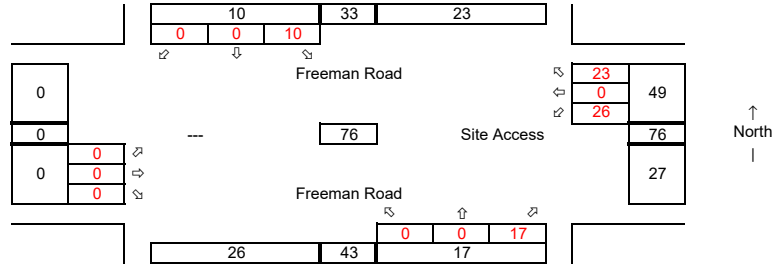 10 33 23
0 0 10
⬃ ⇩ ⬂
Freeman Road
⬁ 23
0 ⇦ 0 49
⬃ 26 ↑
0 --- 76 Site Access 76 North
0 ⬀ |
0 0 ⇨ 27
0 ⬂
Freeman Road
⬁ ⇧ ⬀
0 0 17
26 43 17